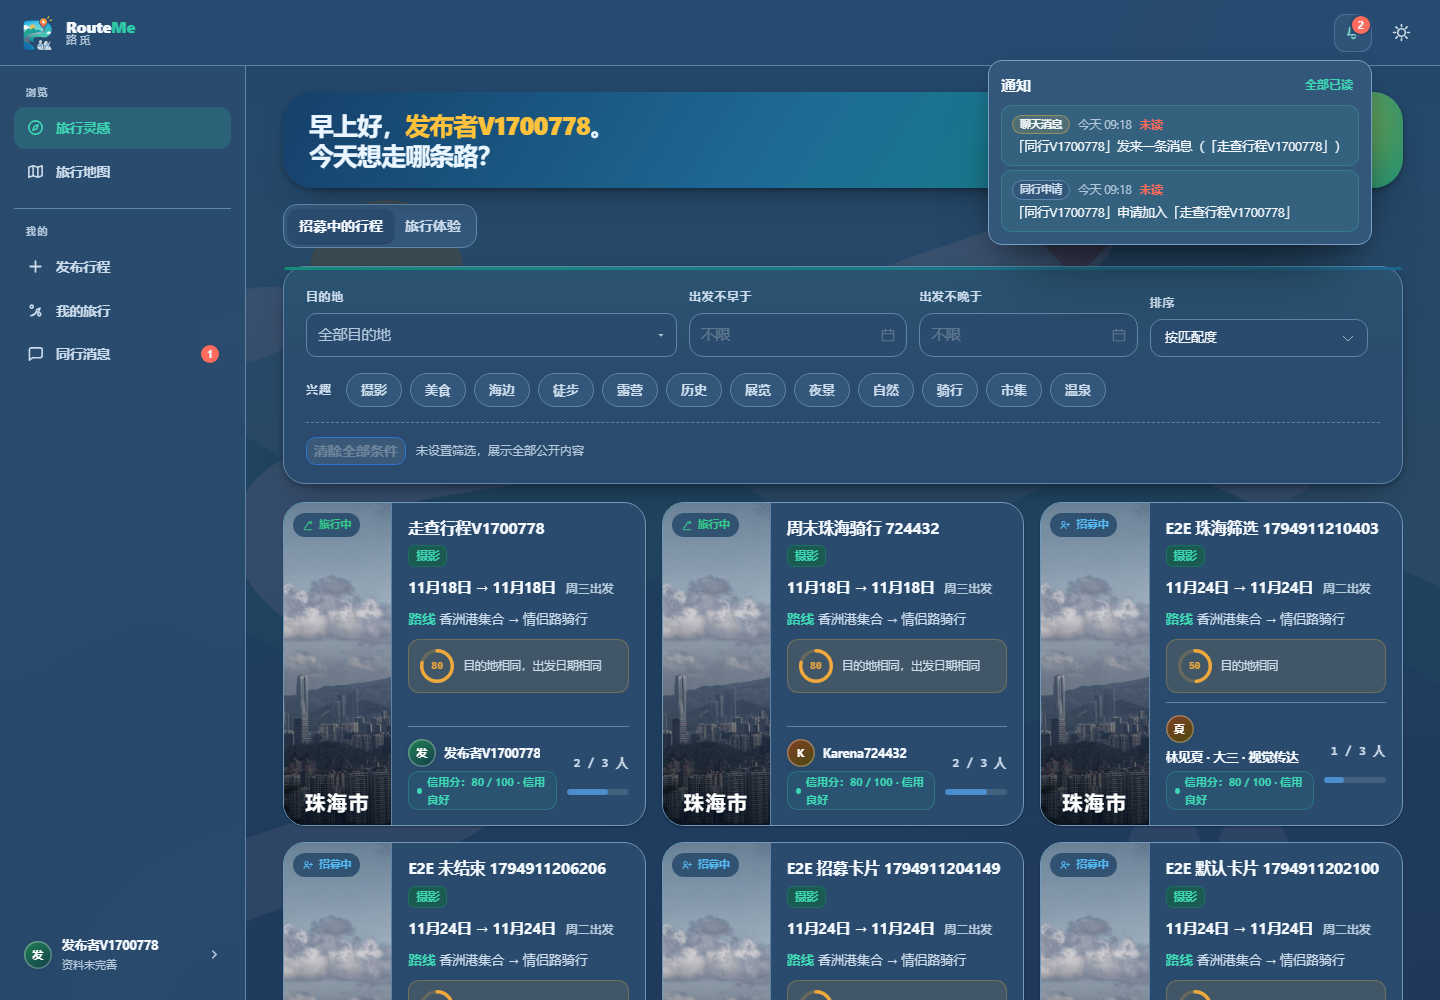 RouteMe
路觅
2
浏览
旅行灵感
旅行地图
我的
发布行程
我的旅行
同行消息
1
发
发布者V1700778
资料未完善
早上好，发布者V1700778。
今天想走哪条路？
通知
全部已读
聊天消息 今天 09:18 未读
「同行V1700778」发来一条消息（「走查行程V1700778」）
同行申请 今天 09:18 未读
「同行V1700778」申请加入「走查行程V1700778」
招募中的行程 旅行体验
目的地
全部目的地
出发不早于
不限
出发不晚于
不限
排序
按匹配度
兴趣 摄影 美食 海边 徒步 露营 历史 展览 夜景 自然 骑行 市集 温泉
清除全部条件 未设置筛选，展示全部公开内容
旅行中
珠海市
走查行程V1700778
摄影
11月18日 → 11月18日 周三出发
路线 香洲港集合 → 情侣路骑行
80 目的地相同，出发日期相同
发 发布者V1700778
信用分：80 / 100 · 信用
良好
2 / 3 人
旅行中
珠海市
周末珠海骑行 724432
摄影
11月18日 → 11月18日 周三出发
路线 香洲港集合 → 情侣路骑行
80 目的地相同，出发日期相同
K Karena724432
信用分：80 / 100 · 信用
良好
2 / 3 人
招募中
珠海市
E2E 珠海筛选 1794911210403
摄影
11月24日 → 11月24日 周二出发
路线 香洲港集合 → 情侣路骑行
50 目的地相同
夏
林见夏 · 大三 · 视觉传达
信用分：80 / 100 · 信用
良好
1 / 3 人
招募中
E2E 未结束 1794911206206
摄影
11月24日 → 11月24日 周二出发
路线 香洲港集合 → 情侣路骑行
招募中
E2E 招募卡片 1794911204149
摄影
11月24日 → 11月24日 周二出发
路线 香洲港集合 → 情侣路骑行
招募中
E2E 默认卡片 1794911202100
摄影
11月24日 → 11月24日 周二出发
路线 香洲港集合 → 情侣路骑行